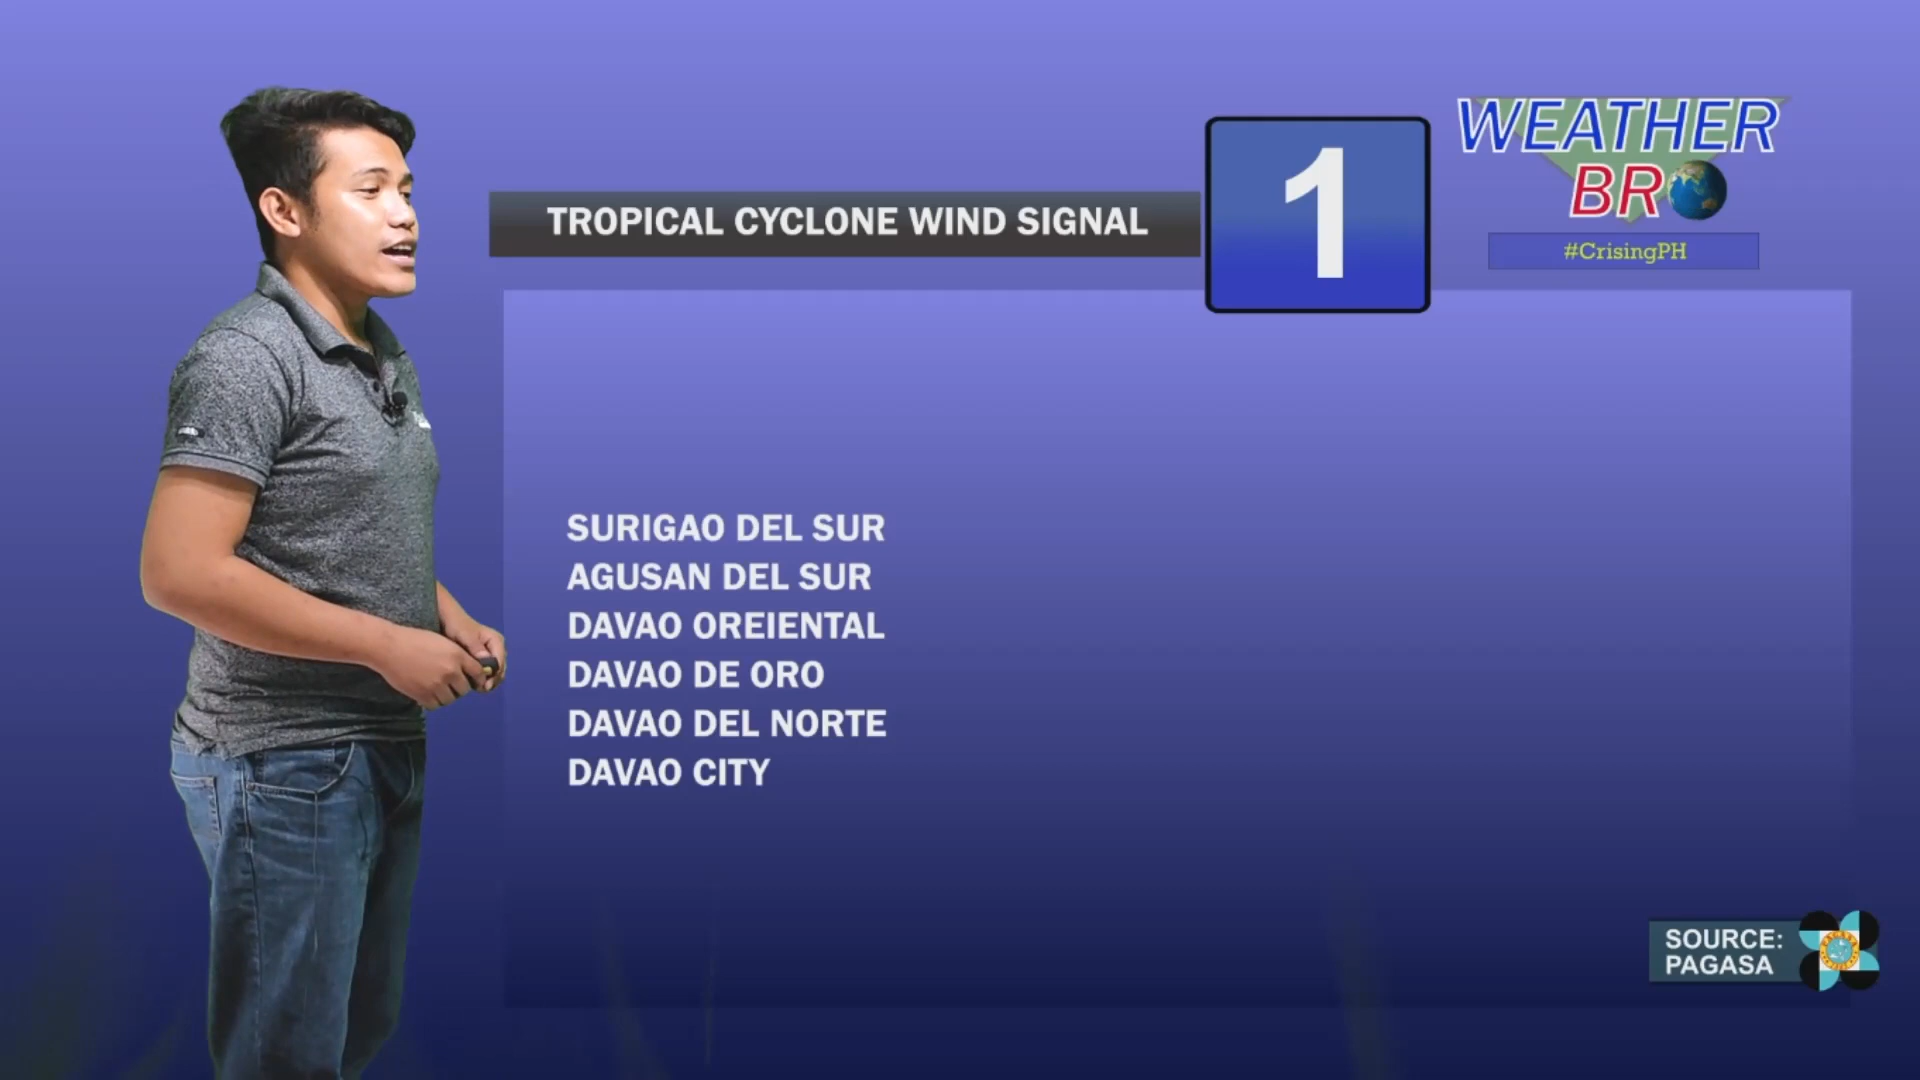 TROPICAL CYCLONE WIND SIGNAL
1
WEATHER
BR
#CrisingPH
SURIGAO DEL SUR
AGUSAN DEL SUR
DAVAO OREIENTAL
DAVAO DE ORO
DAVAO DEL NORTE
DAVAO CITY
SOURCE:
PAGASA